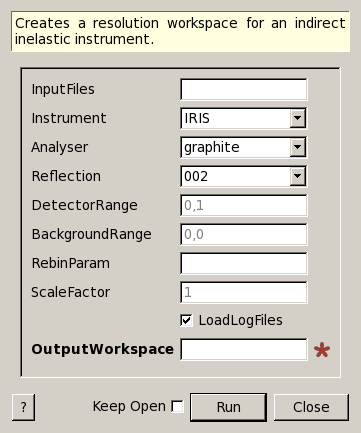 Creates a resolution workspace for an indirect
inelastic instrument.
InputFiles
Instrument IRIS
Analyser graphite
Reflection 002
DetectorRange 0,1
BackgroundRange 0,0
RebinParam
ScaleFactor 1
LoadLogFiles
OutputWorkspace *
? Keep Open Run Close